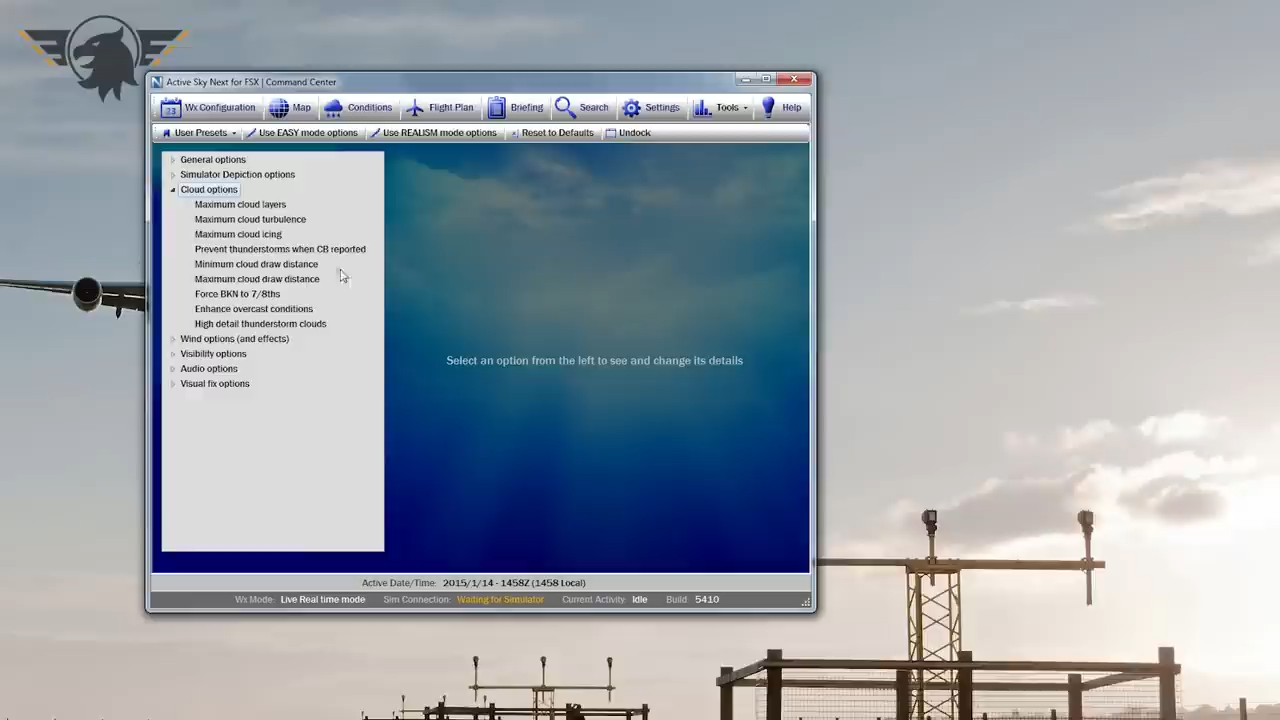 Active Sky Next for FSX | Command Center
Wx Configuration Map Conditions Flight Plan Briefing Search Settings Tools Help
User Presets Use EASY mode options Use REALISM mode options Reset to Defaults Undock
General options
Simulator Depiction options
Cloud options
Maximum cloud layers
Maximum cloud turbulence
Maximum cloud icing
Prevent thunderstorms when CB reported
Minimum cloud draw distance
Maximum cloud draw distance
Force BKN to 7/8ths
Enhance overcast conditions
High detail thunderstorm clouds
Wind options (and effects)
Visibility options
Audio options
Visual fix options
Select an option from the left to see and change its details
Active Date/Time: 2015/1/14 - 1458Z (1458 Local)
Wx Mode: Live Real time mode Sim Connection: Waiting for Simulator Current Activity: Idle Build 5410